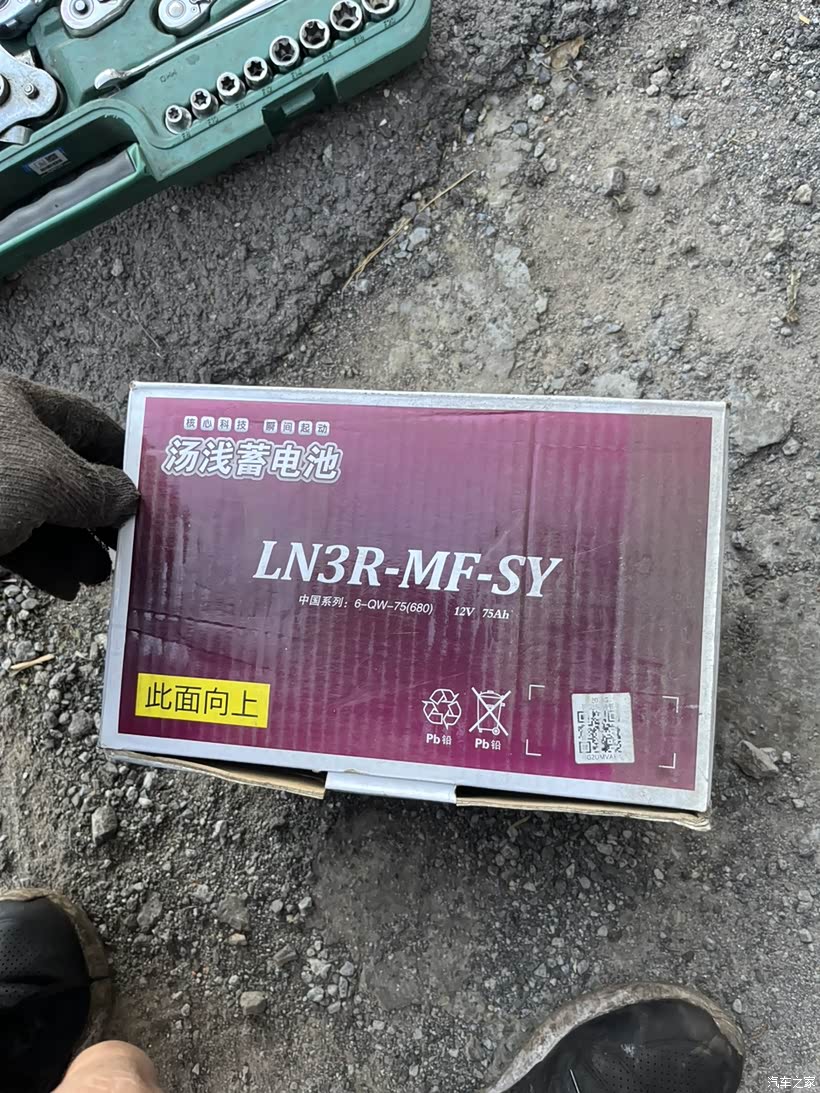 核心科技 瞬间起动
汤浅蓄电池
LN3R-MF-SY
中国系列：6-QW-75(680) 12V 75Ah
此面向上
Pb铅 Pb铅
汽车之家